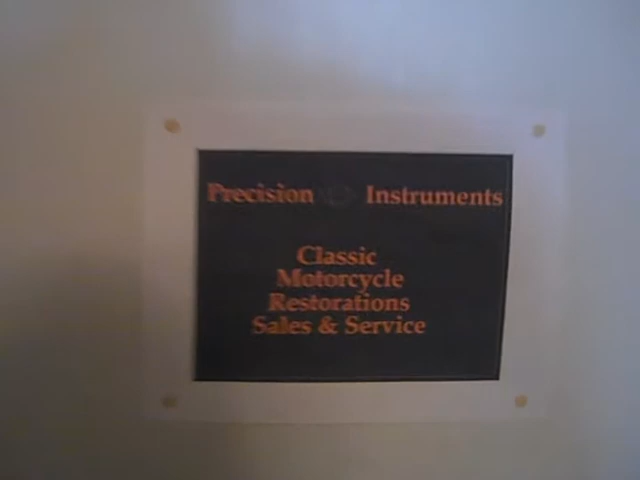 Precision Instruments
Classic
Motorcycle
Restorations
Sales & Service